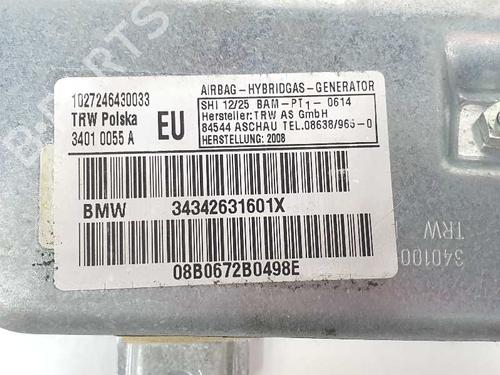 1027246430033
TRW Polska
3401 0055 A
EU
AIRBAG-HYBRIDGAS-GENERATOR
SHI 12/25 BAM-PT1-0614
Hersteller:TRW AS GmbH
84544 ASCHAU TEL.08638/965-0
HERSTELLUNG: 2008
BMW 34342631601X
08B0672B0498E
340100
TRW